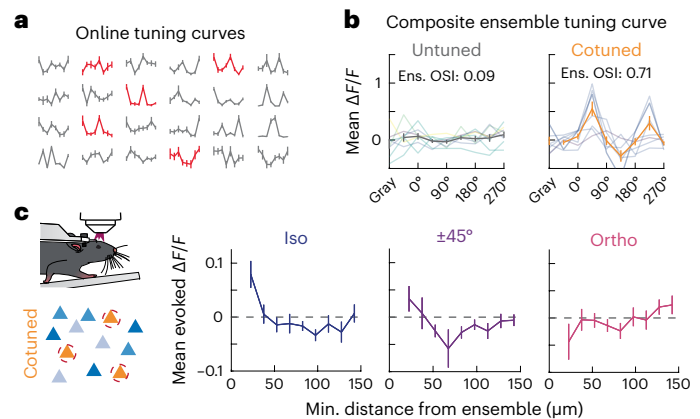 a
Online tuning curves
b
Composite ensemble tuning curve
Untuned
Cotuned
Ens. OSI: 0.09
Ens. OSI: 0.71
Mean ΔF/F
1
0
Gray 0° 90° 180° 270°
Gray 0° 90° 180° 270°
c
Cotuned
Iso
±45°
Ortho
Mean evoked ΔF/F
0.1
0
–0.1
0 50 100 150
0 50 100 150
0 50 100 150
Min. distance from ensemble (μm)